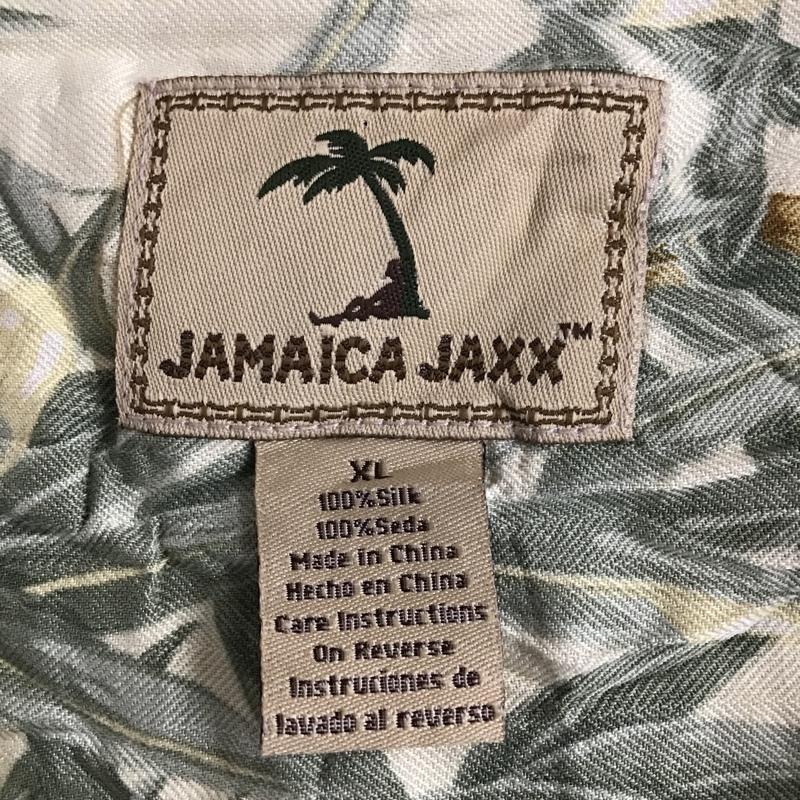 JAMAICA JAXX™
XL
100%Silk
100%Seda
Made in China
Hecho en China
Care Instructions
On Reverse
Instruciones de
lavado al reverso